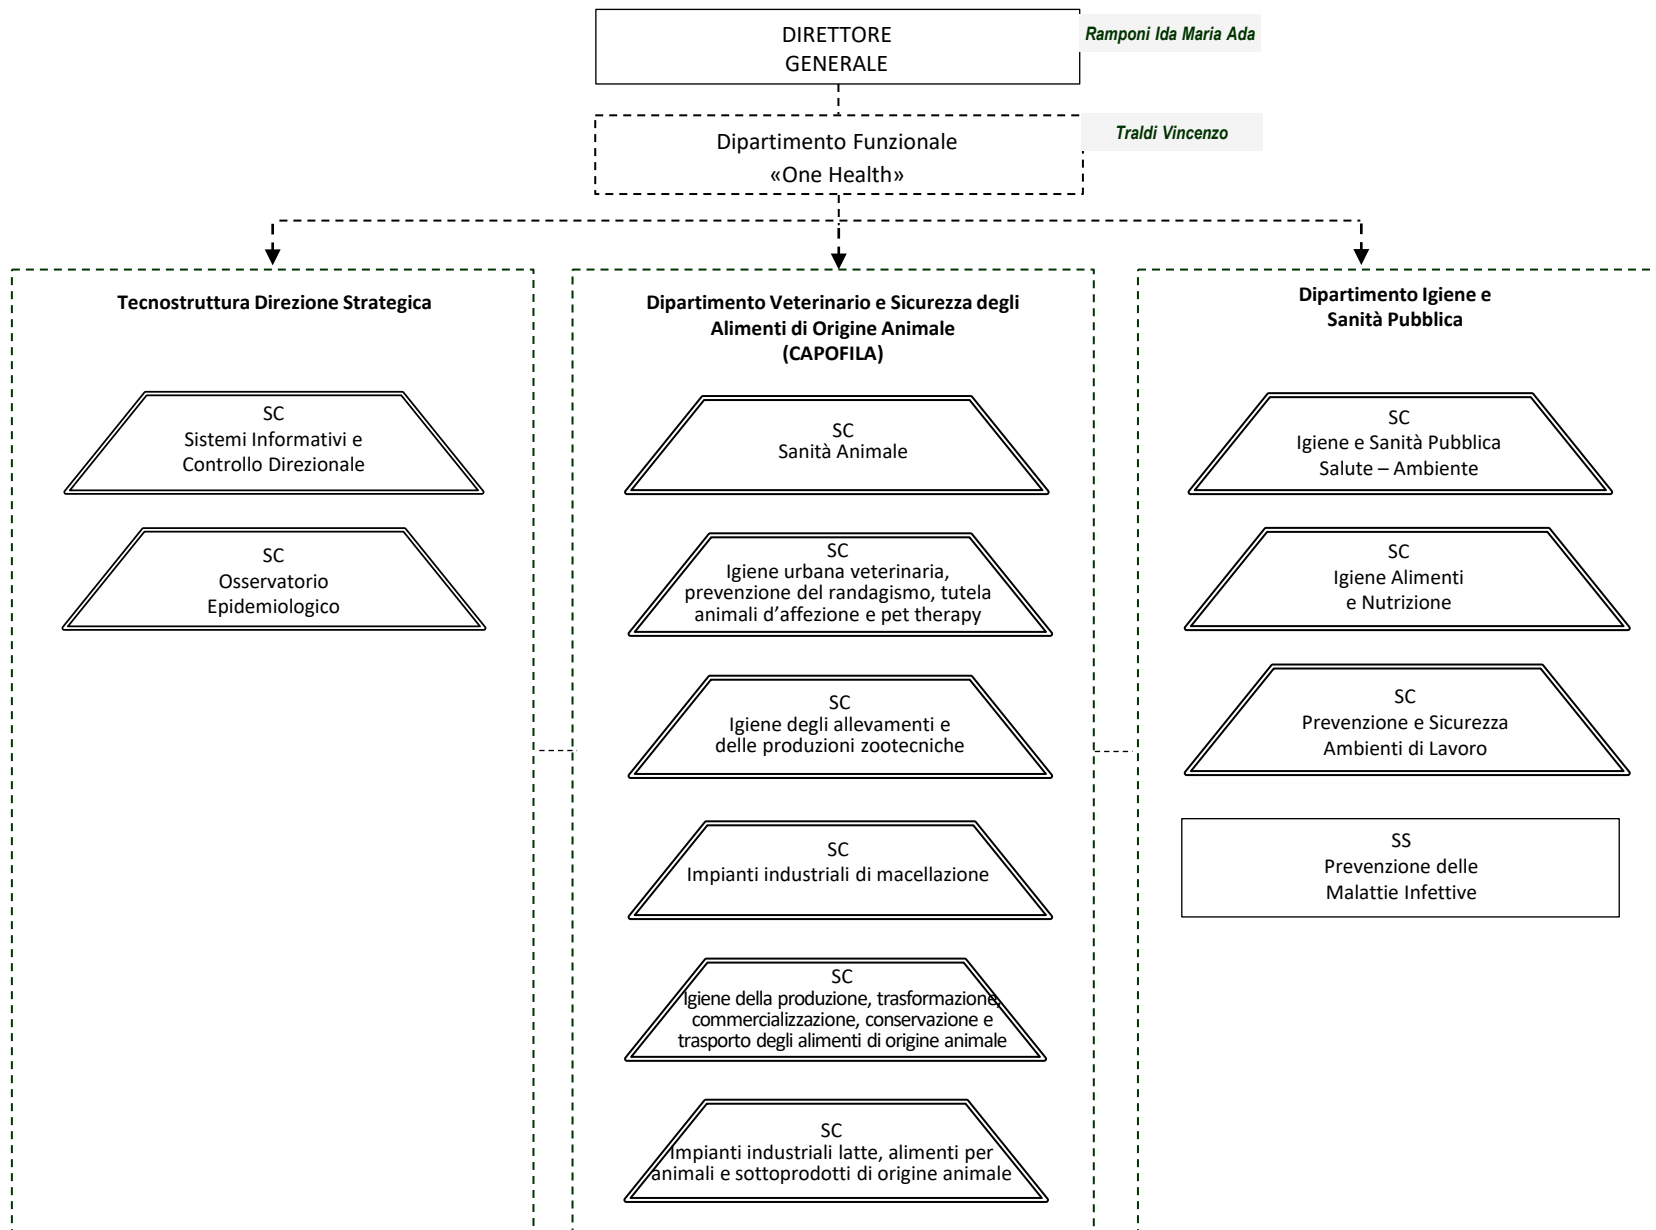 DIRETTORE
GENERALE
Ramponi Ida Maria Ada
Dipartimento Funzionale
«One Health»
Traldi Vincenzo
Tecnostruttura Direzione Strategica
SC
Sistemi Informativi e
Controllo Direzionale
SC
Osservatorio
Epidemiologico
Dipartimento Veterinario e Sicurezza degli
Alimenti di Origine Animale
(CAPOFILA)
SC
Sanità Animale
SC
Igiene urbana veterinaria,
prevenzione del randagismo, tutela
animali d'affezione e pet therapy
SC
Igiene degli allevamenti e
delle produzioni zootecniche
SC
Impianti industriali di macellazione
SC
Igiene della produzione, trasformazione,
commercializzazione, conservazione e
trasporto degli alimenti di origine animale
SC
Impianti industriali latte, alimenti per
animali e sottoprodotti di origine animale
Dipartimento Igiene e
Sanità Pubblica
SC
Igiene e Sanità Pubblica
Salute – Ambiente
SC
Igiene Alimenti
e Nutrizione
SC
Prevenzione e Sicurezza
Ambienti di Lavoro
SS
Prevenzione delle
Malattie Infettive